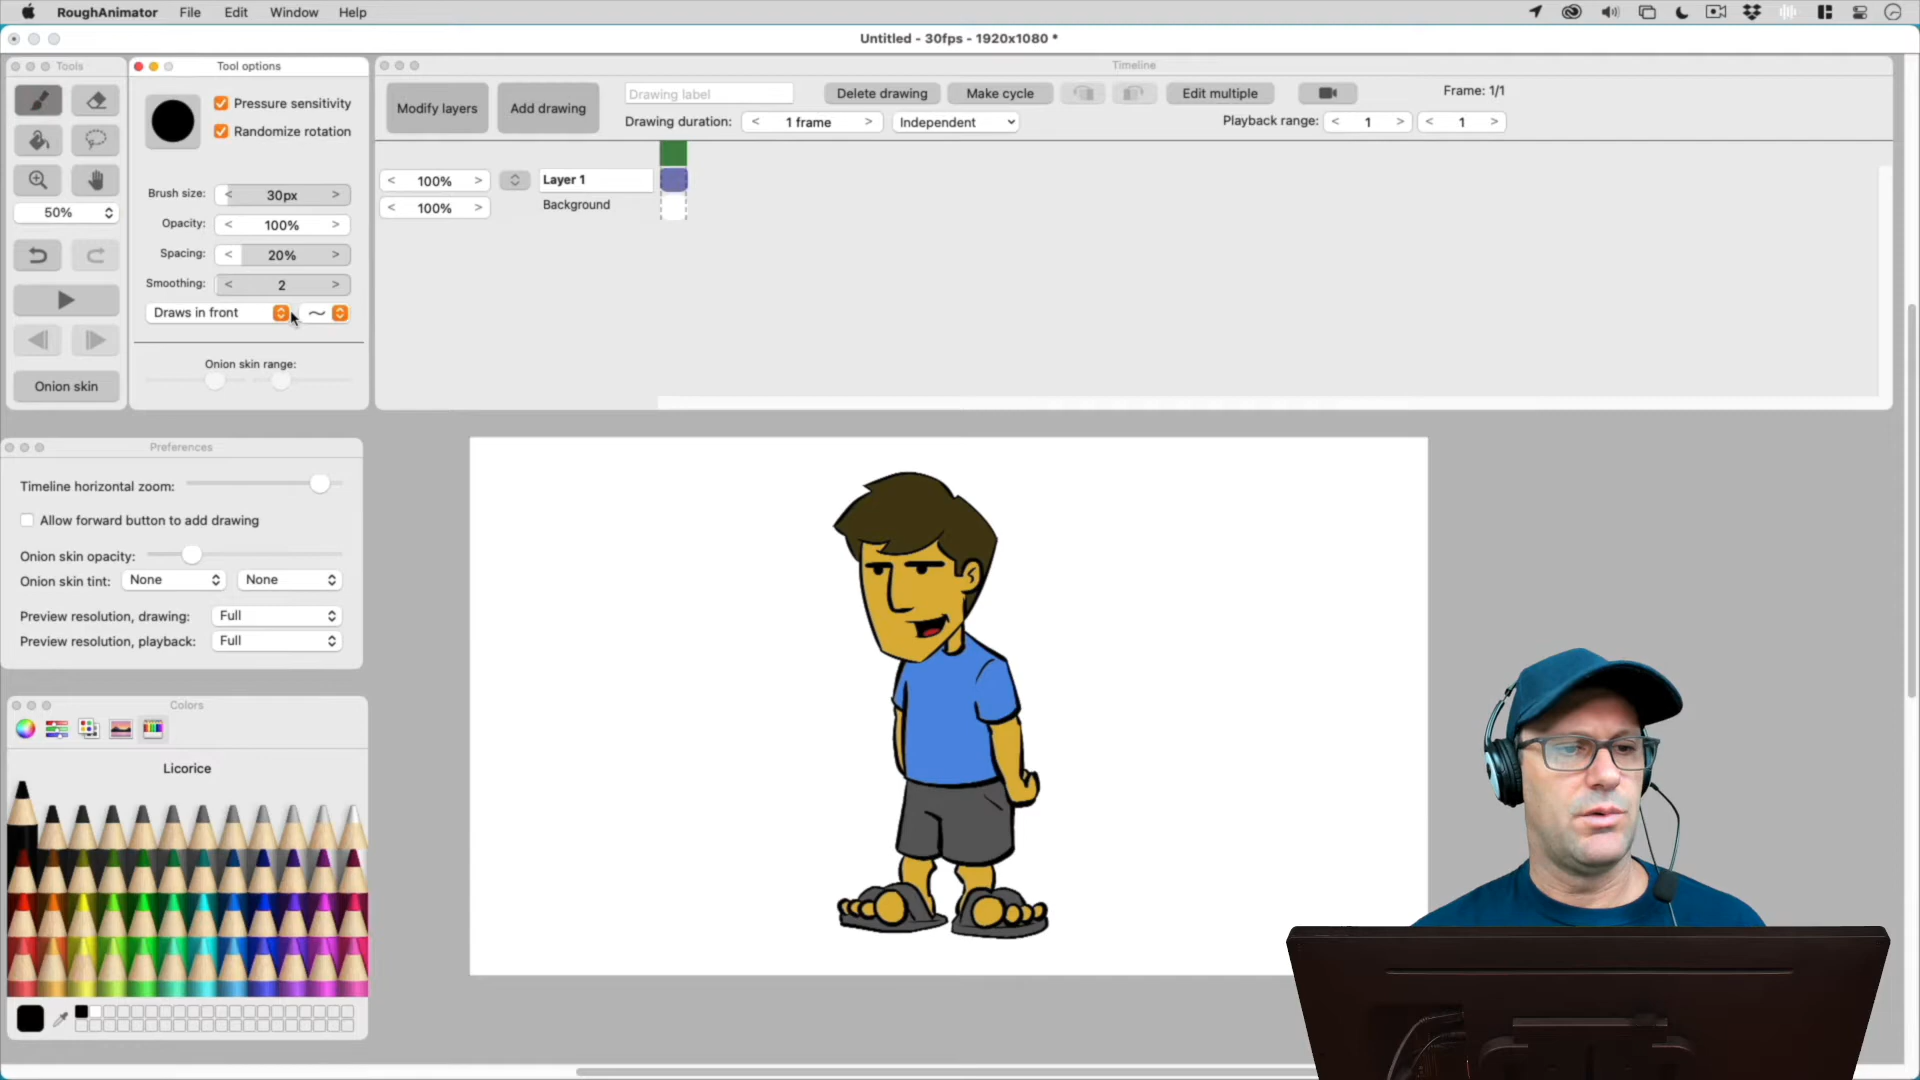 RoughAnimator File Edit Window Help
Untitled - 30fps - 1920x1080 *
Tools
Tool options
Timeline
Pressure sensitivity
Randomize rotation
Brush size: < 30px >
Opacity: < 100% >
Spacing: < 20% >
Smoothing: < 2 >
Draws in front
Onion skin range:
50%
Onion skin
Modify layers
Add drawing
Drawing label
Delete drawing
Make cycle
Edit multiple
Frame: 1/1
Drawing duration: < 1 frame > Independent
Playback range: < 1 > < 1 >
< 100% > Layer 1
< 100% > Background
Preferences
Timeline horizontal zoom:
Allow forward button to add drawing
Onion skin opacity:
Onion skin tint: None None
Preview resolution, drawing: Full
Preview resolution, playback: Full
Colors
Licorice